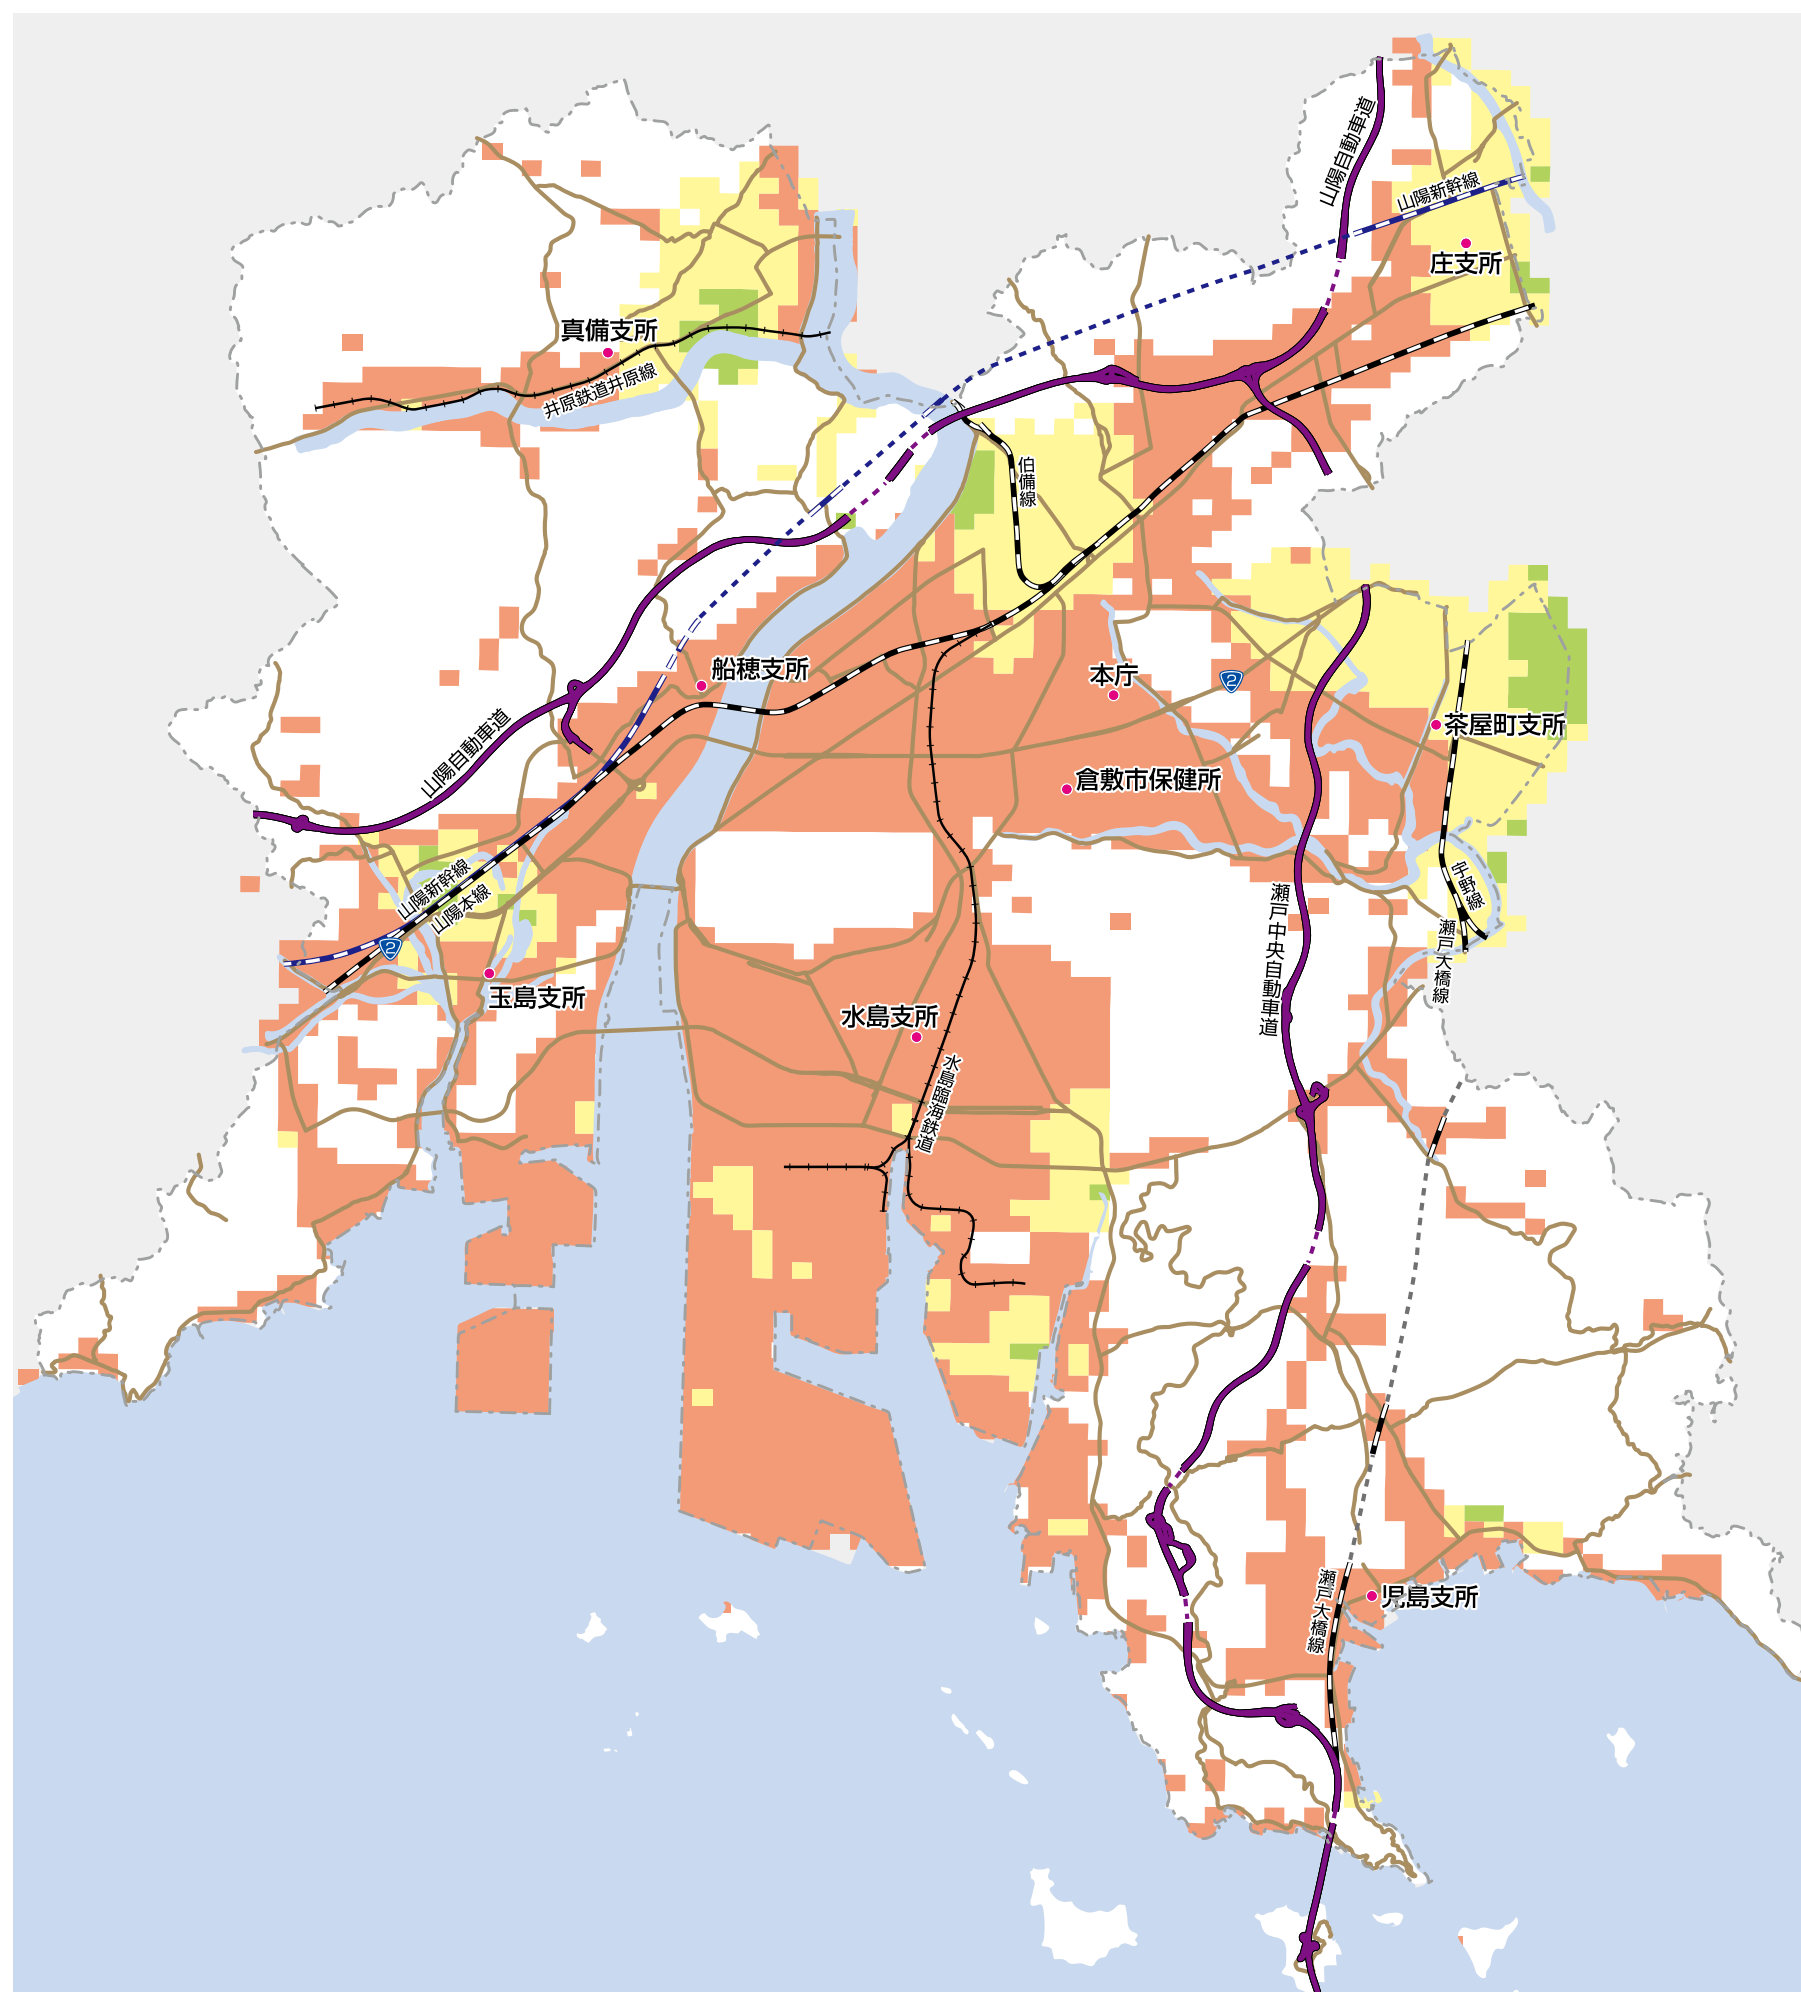 山陽自動車道
山陽新幹線
庄支所
真備支所
井原鉄道井原線
伯備線
船穂支所
本庁
2
茶屋町支所
山陽自動車道
倉敷市保健所
山陽新幹線
山陽本線
宇野線
瀬戸中央自動車道
瀬戸大橋線
2
玉島支所
水島支所
水島臨海鉄道
瀬戸大橋線
児島支所